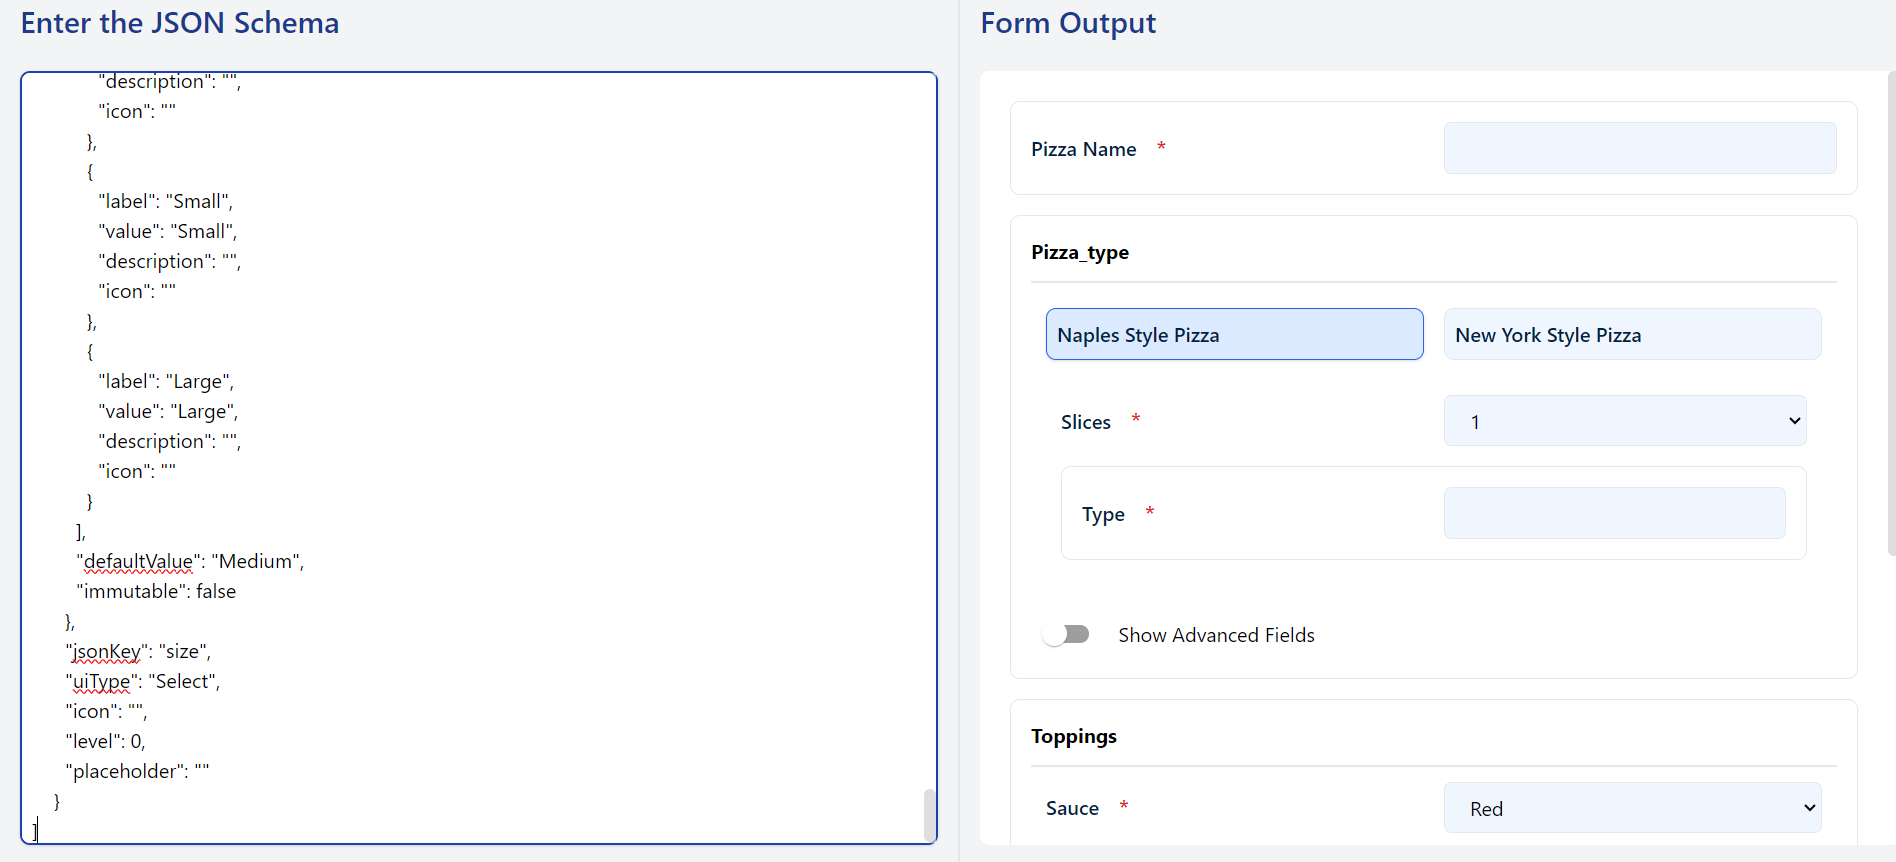 Enter the JSON Schema
"description": "",
"icon": ""
},
{
"label": "Small",
"value": "Small",
"description": "",
"icon": ""
},
{
"label": "Large",
"value": "Large",
"description": "",
"icon": ""
}
],
"defaultValue": "Medium",
"immutable": false
},
"jsonKey": "size",
"uiType": "Select",
"icon": "",
"level": 0,
"placeholder": ""
}
]
Form Output
Pizza Name *
Pizza_type
Naples Style Pizza
New York Style Pizza
Slices *
1
Type *
Show Advanced Fields
Toppings
Sauce *
Red